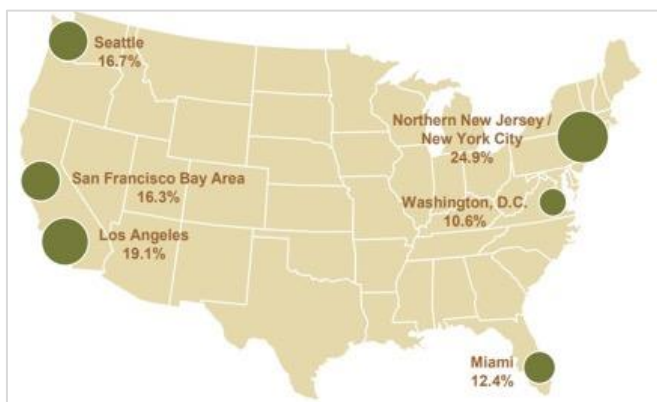 Seattle
16.7%
Northern New Jersey /
New York City
24.9%
San Francisco Bay Area
16.3%
Washington, D.C.
10.6%
Los Angeles
19.1%
Miami
12.4%